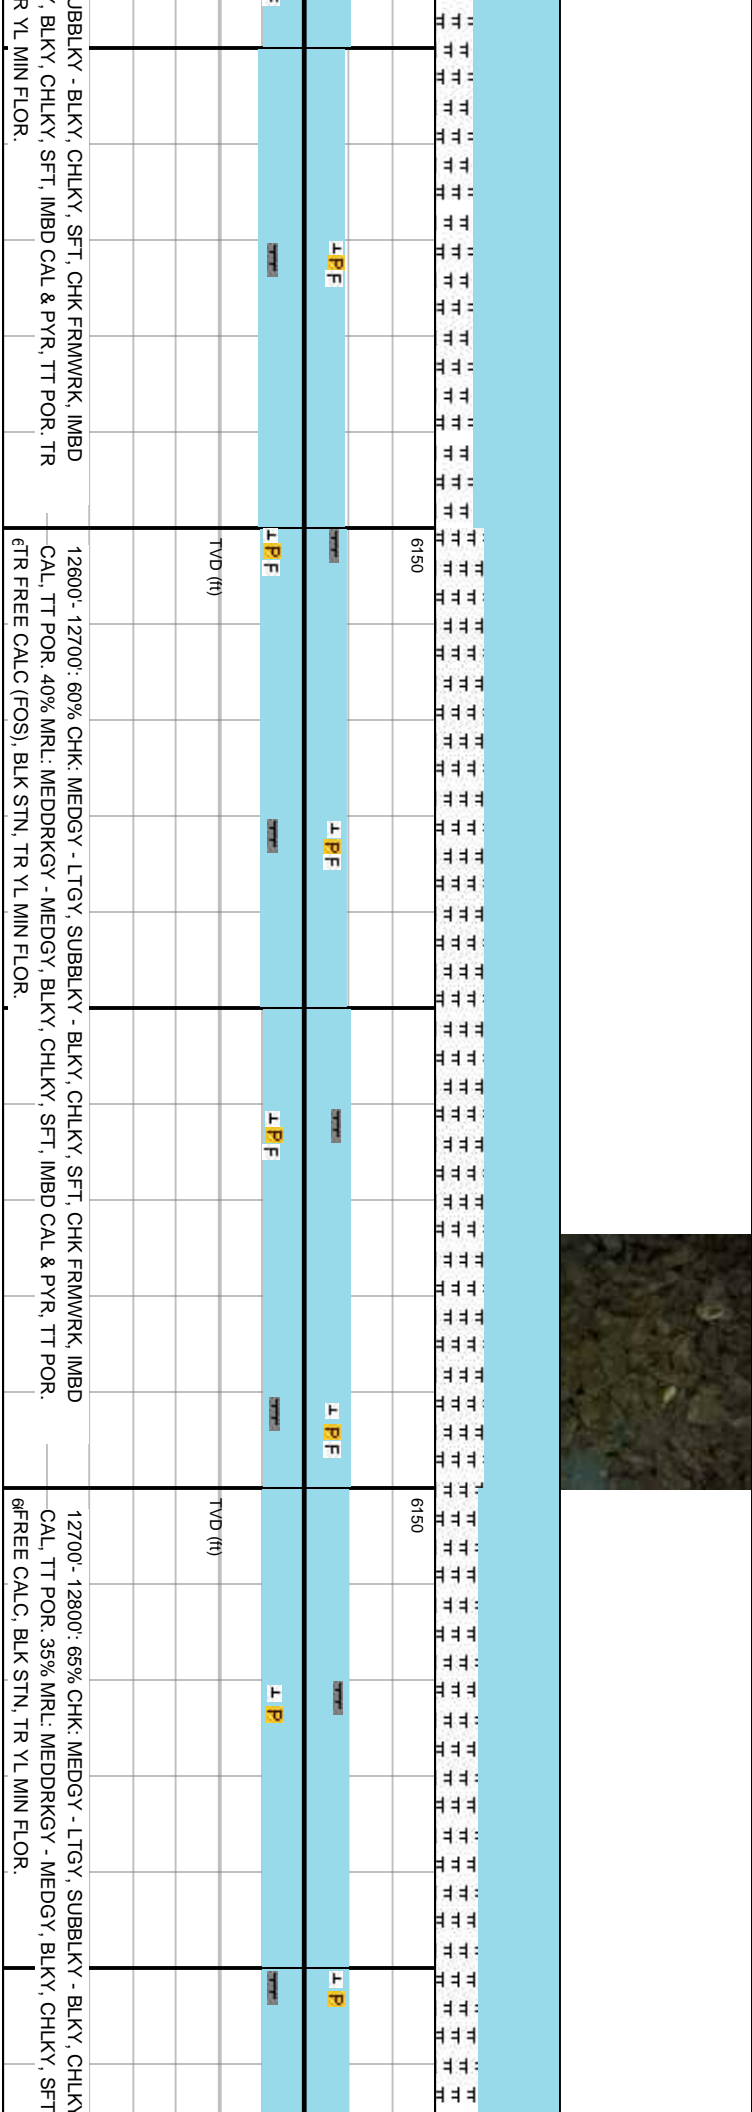 UBBLKY - BLKY, CHLKY, SFT, CHK FRMWRK, IMBD
, BLKY, CHLKY, SFT, IMBD CAL & PYR, TT POR. TR
R YL MIN FLOR.
6150
TVD (ft)
12600'- 12700': 60% CHK: MEDGY - LTGY, SUBBLKY - BLKY, CHLKY, SFT, CHK FRMWRK, IMBD
CAL, TT POR. 40% MRL: MEDDRKGY - MEDGY, BLKY, CHLKY, SFT, IMBD CAL & PYR, TT POR.
TR FREE CALC (FOS), BLK STN, TR YL MIN FLOR.
6150
TVD (ft)
12700'- 12800': 65% CHK: MEDGY - LTGY, SUBBLKY - BLKY, CHLKY
CAL, TT POR. 35% MRL: MEDDRKGY - MEDGY, BLKY, CHLKY, SFT
FREE CALC, BLK STN, TR YL MIN FLOR.
P F
P F
P F
P F
P F
P
P